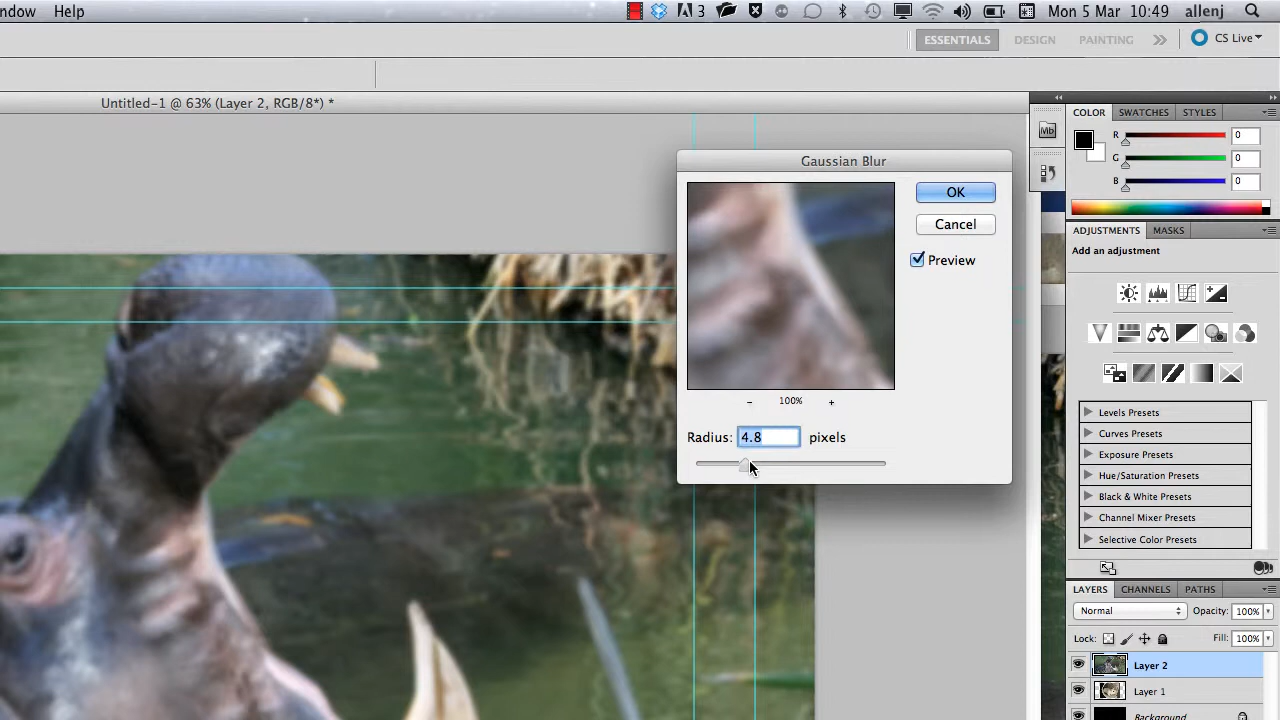 ndow Help
3 Mon 5 Mar 10:49 allenj
ESSENTIALS DESIGN PAINTING CS Live
Untitled-1 @ 63% (Layer 2, RGB/8*) *
Mb
COLOR SWATCHES STYLES
R 0
G 0
B 0
Gaussian Blur
OK
Cancel
Preview
- 100% +
Radius: 4.8 pixels
ADJUSTMENTS MASKS
Add an adjustment
Levels Presets
Curves Presets
Exposure Presets
Hue/Saturation Presets
Black & White Presets
Channel Mixer Presets
Selective Color Presets
LAYERS CHANNELS PATHS
Normal Opacity: 100%
Lock: Fill: 100%
Layer 2
Layer 1
Background